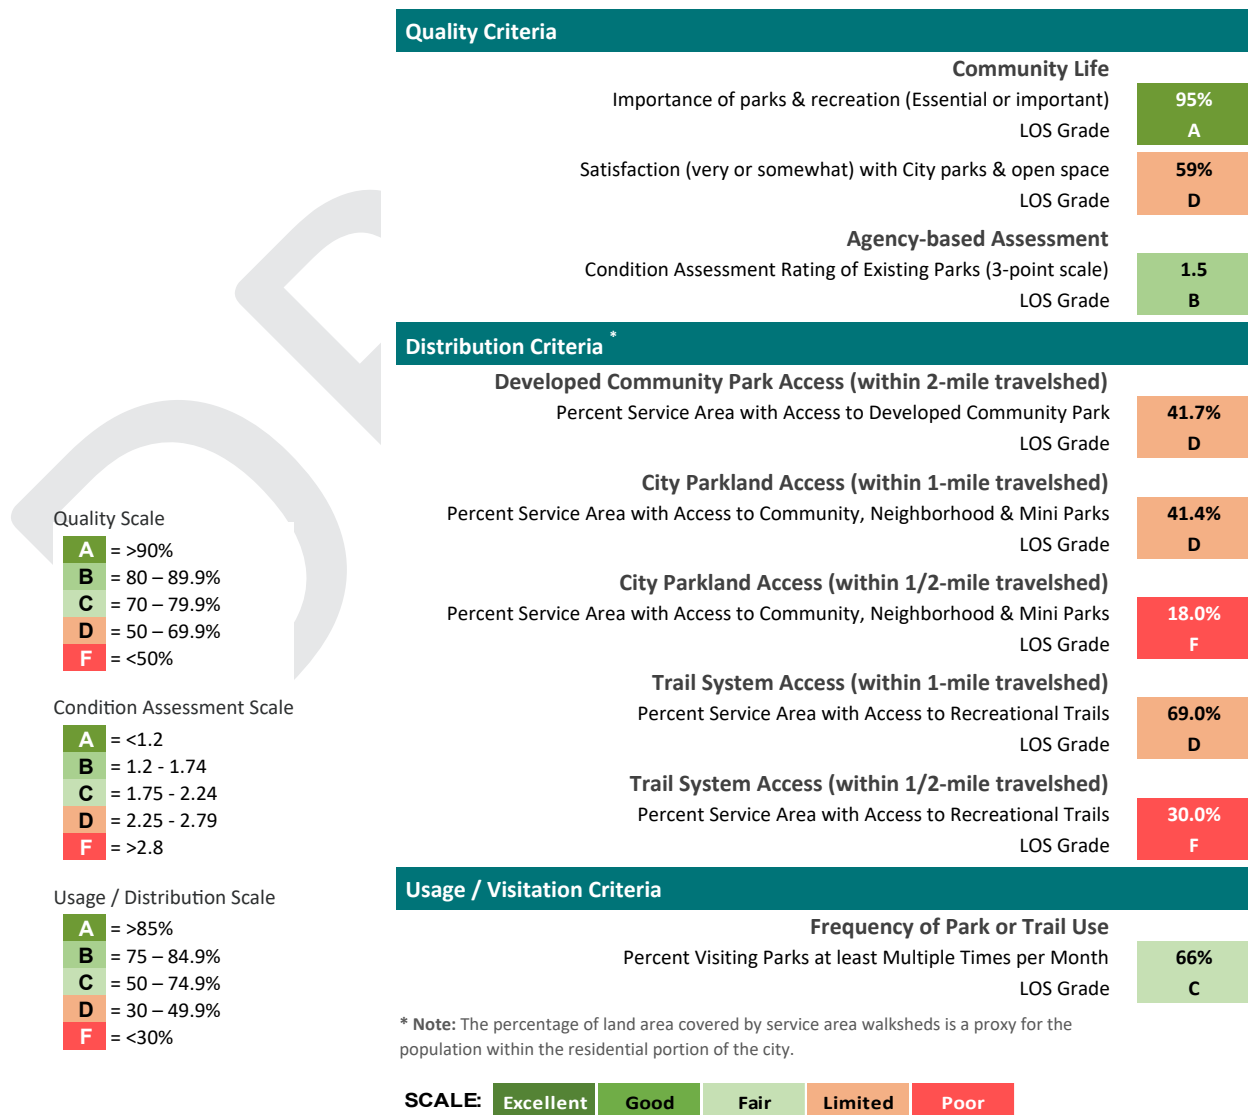 Quality Criteria
Community Life
Importance of parks & recreation (Essential or important) 95%
LOS Grade A
Satisfaction (very or somewhat) with City parks & open space 59%
LOS Grade D
Agency-based Assessment
Condition Assessment Rating of Existing Parks (3-point scale) 1.5
LOS Grade B
Distribution Criteria *
Developed Community Park Access (within 2-mile travelshed)
Percent Service Area with Access to Developed Community Park 41.7%
LOS Grade D
City Parkland Access (within 1-mile travelshed)
Percent Service Area with Access to Community, Neighborhood & Mini Parks 41.4%
LOS Grade D
City Parkland Access (within 1/2-mile travelshed)
Percent Service Area with Access to Community, Neighborhood & Mini Parks 18.0%
LOS Grade F
Trail System Access (within 1-mile travelshed)
Percent Service Area with Access to Recreational Trails 69.0%
LOS Grade D
Trail System Access (within 1/2-mile travelshed)
Percent Service Area with Access to Recreational Trails 30.0%
LOS Grade F
Usage / Visitation Criteria
Frequency of Park or Trail Use
Percent Visiting Parks at least Multiple Times per Month 66%
LOS Grade C
* Note: The percentage of land area covered by service area walksheds is a proxy for the
population within the residential portion of the city.
SCALE: Excellent Good Fair Limited Poor
Quality Scale
A = >90%
B = 80 – 89.9%
C = 70 – 79.9%
D = 50 – 69.9%
F = <50%
Condition Assessment Scale
A = <1.2
B = 1.2 - 1.74
C = 1.75 - 2.24
D = 2.25 - 2.79
F = >2.8
Usage / Distribution Scale
A = >85%
B = 75 – 84.9%
C = 50 – 74.9%
D = 30 – 49.9%
F = <30%